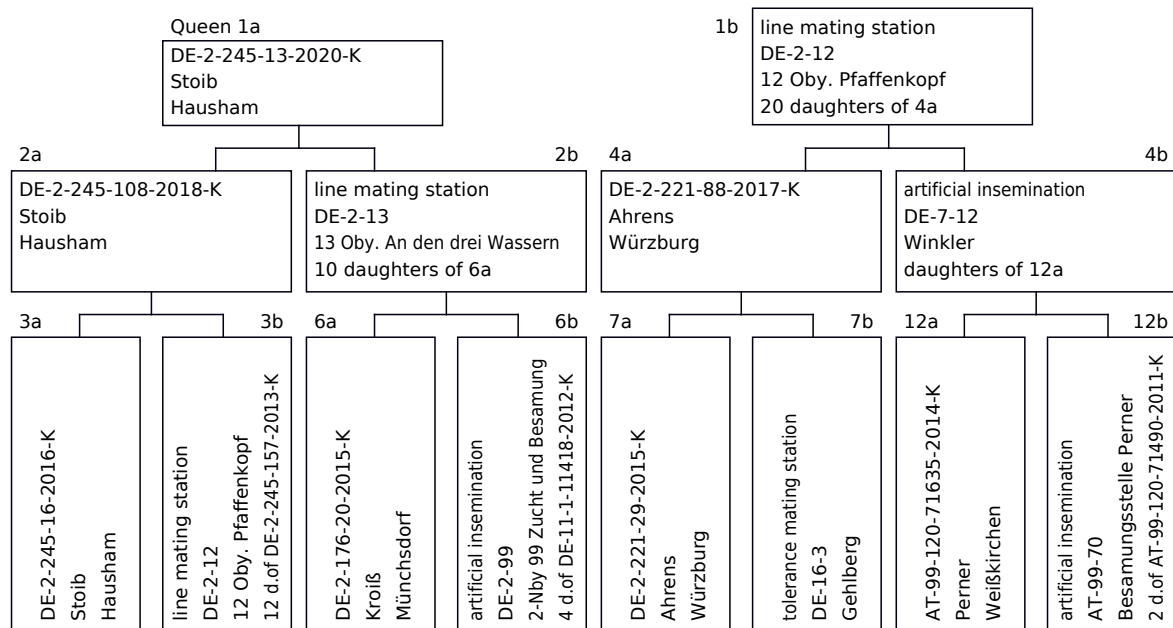 Queen 1a
DE-2-245-13-2020-K
Stoib
Hausham
1b
line mating station
DE-2-12
12 Oby. Pfaffenkopf
20 daughters of 4a
2a
DE-2-245-108-2018-K
Stoib
Hausham
2b
line mating station
DE-2-13
13 Oby. An den drei Wassern
10 daughters of 6a
4a
DE-2-221-88-2017-K
Ahrens
Würzburg
4b
artificial insemination
DE-7-12
Winkler
daughters of 12a
3a
DE-2-245-16-2016-K
Stoib
Hausham
3b
line mating station
DE-2-12
12 Oby. Pfaffenkopf
12 d.of DE-2-245-157-2013-K
6a
DE-2-176-20-2015-K
Kroiß
Münchsdorf
6b
artificial insemination
DE-2-99
2-Nby 99 Zucht und Besamung
4 d.of DE-11-1-11418-2012-K
7a
DE-2-221-29-2015-K
Ahrens
Würzburg
7b
tolerance mating station
DE-16-3
Gehlberg
12a
AT-99-120-71635-2014-K
Perner
Weißkirchen
12b
artificial insemination
AT-99-70
Besamungsstelle Perner
2 d.of AT-99-120-71490-2011-K